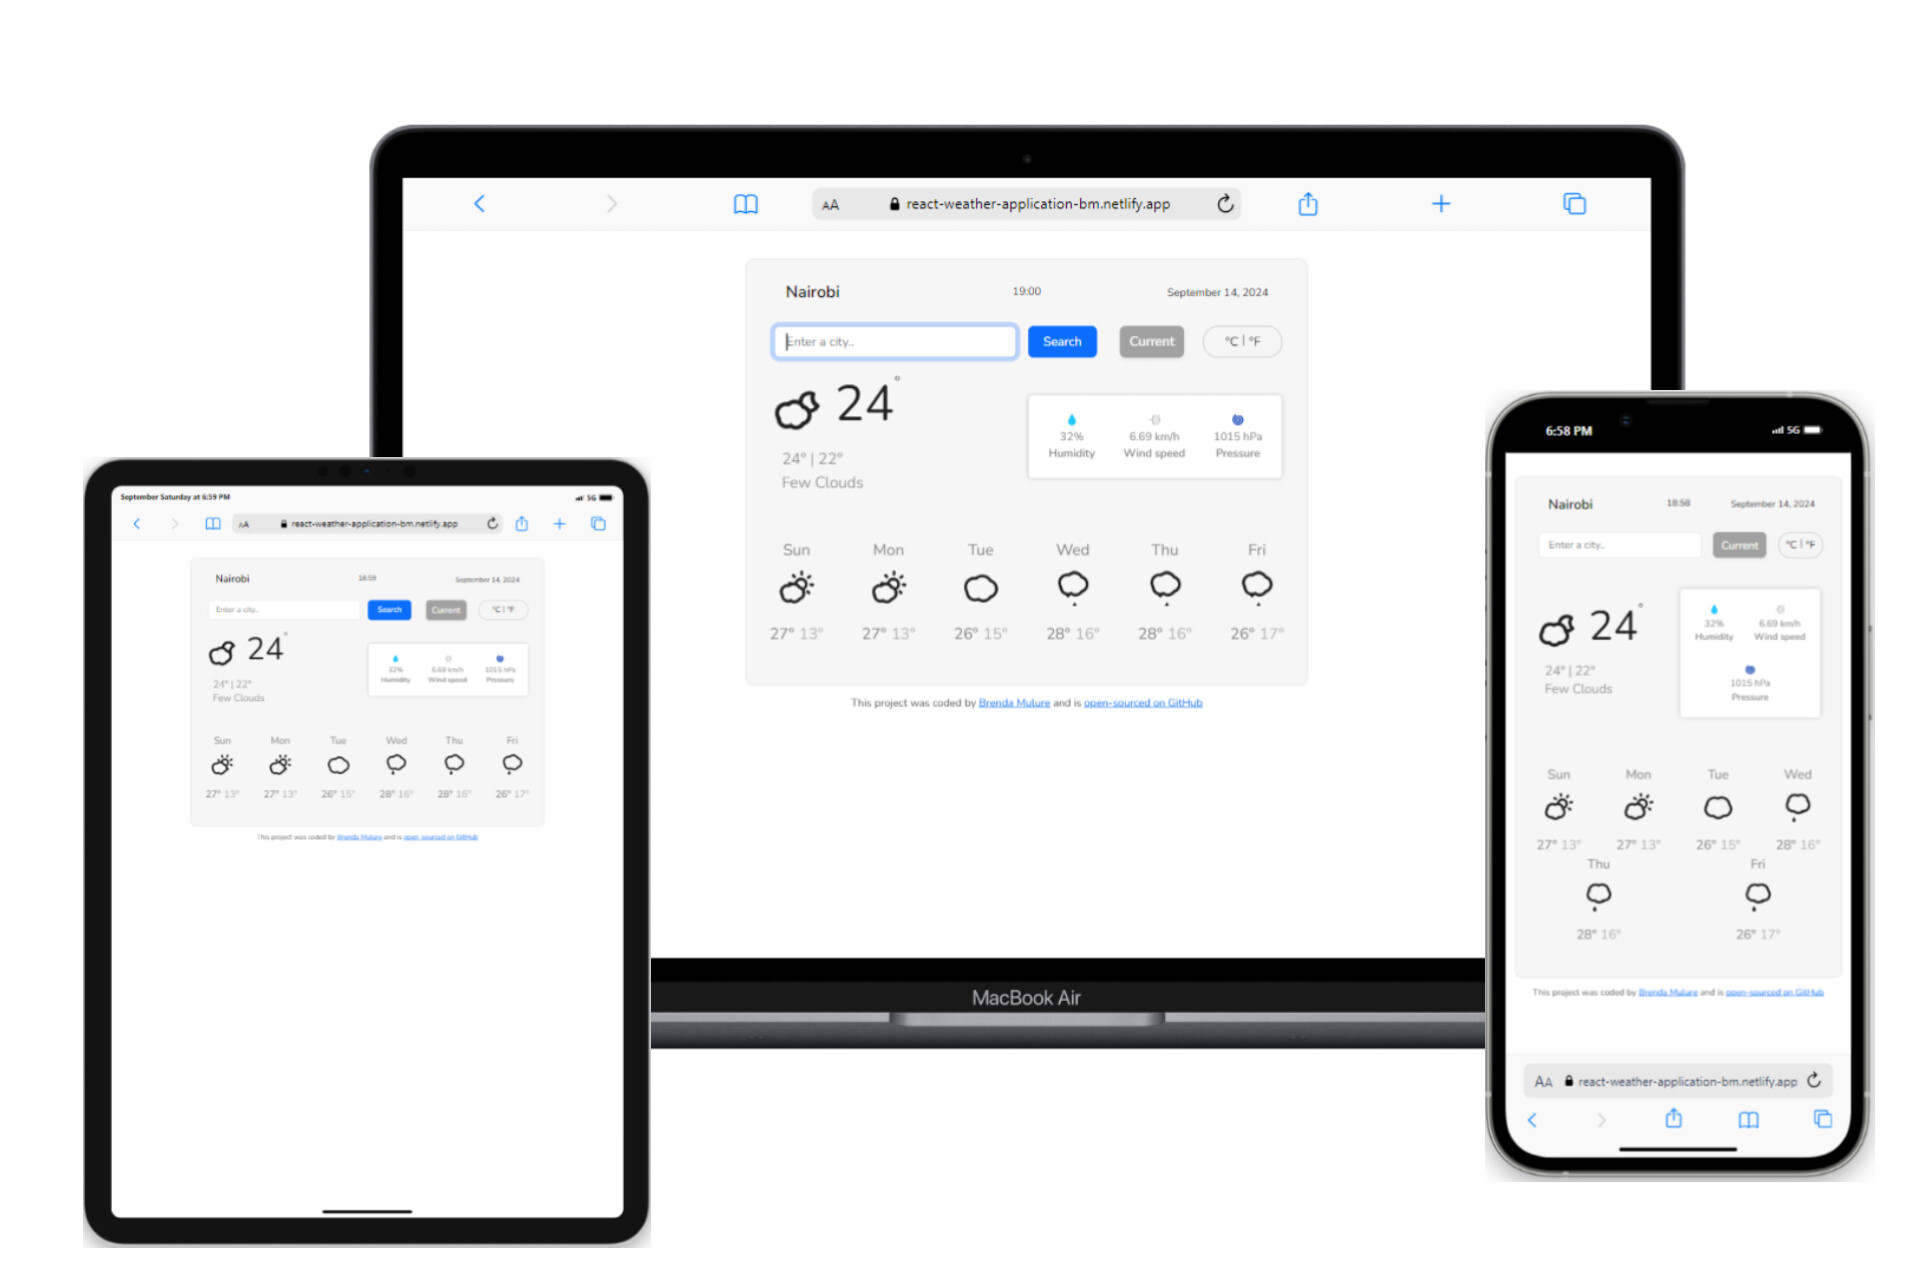 AA react-weather-application-bm.netlify.app
Nairobi 19:00 September 14, 2024
Enter a city.. Search Current °C | °F
24°
32% 6.69 km/h 1015 hPa
Humidity Wind speed Pressure
24° | 22°
Few Clouds
Sun Mon Tue Wed Thu Fri
27° 13° 27° 13° 26° 15° 28° 16° 28° 16° 26° 17°
This project was coded by Brenda Mulure and is open-sourced on GitHub
MacBook Air
September Saturday at 6:59 PM 5G
AA react-weather-application-bm.netlify.app
Nairobi 18:59 September 14, 2024
Enter a city.. Search Current °C | °F
24°
32% 6.69 km/h 1015 hPa
Humidity Wind speed Pressure
24° | 22°
Few Clouds
Sun Mon Tue Wed Thu Fri
27° 13° 27° 13° 26° 15° 28° 16° 28° 16° 26° 17°
This project was coded by Brenda Mulure and is open-sourced on GitHub
6:58 PM 5G
Nairobi 18:58 September 14, 2024
Enter a city.. Current °C | °F
24°
32% 6.69 km/h
Humidity Wind speed
1015 hPa
Pressure
24° | 22°
Few Clouds
Sun Mon Tue Wed
27° 13° 27° 13° 26° 15° 28° 16°
Thu Fri
28° 16° 26° 17°
This project was coded by Brenda Mulure and is open-sourced on GitHub
AA react-weather-application-bm.netlify.app